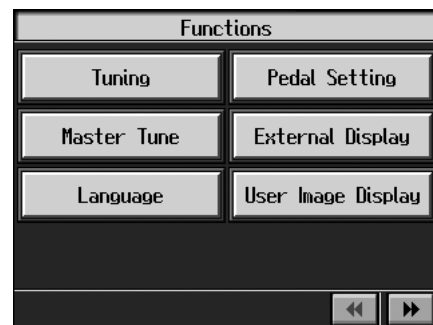 Functions
Tuning
Pedal Setting
Master Tune
External Display
Language
User Image Display